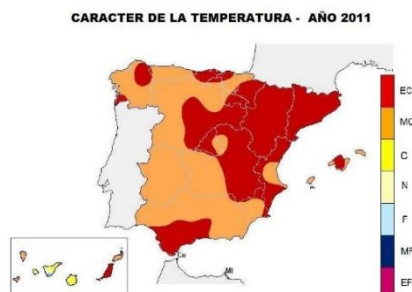 CARACTER DE LA TEMPERATURA - AÑO 2011
EC
MC
C
N
F
MF
EF
Ce
Ml